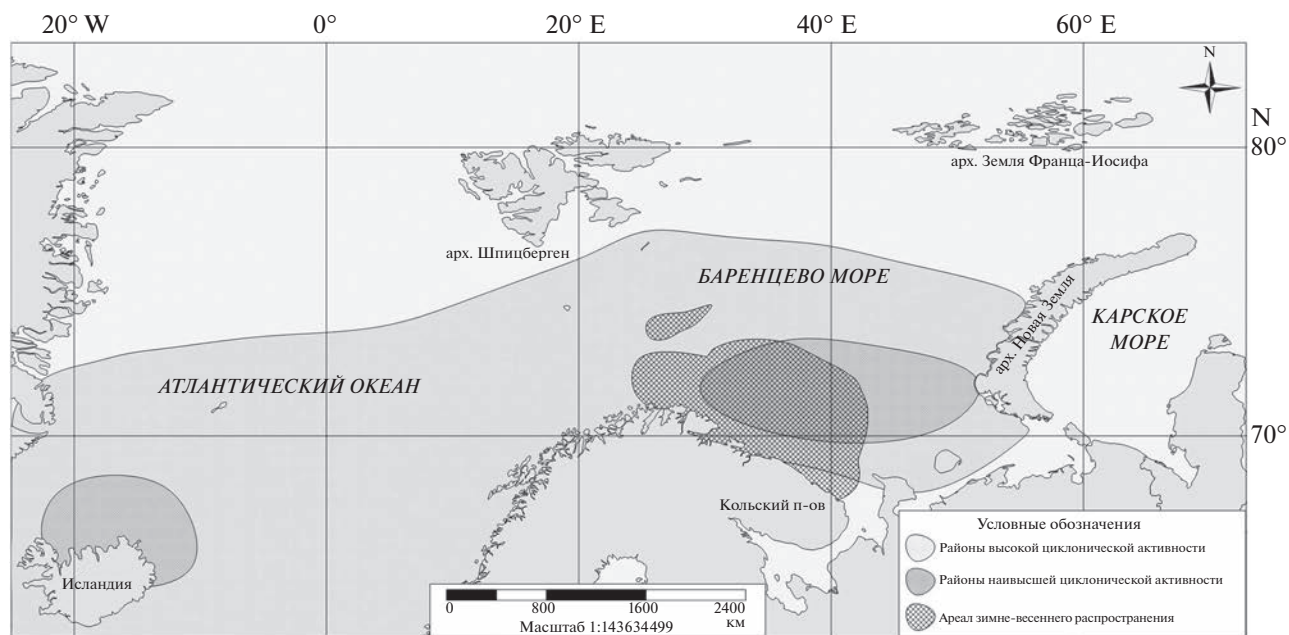 20° W 0° 20° E 40° E 60° E
N
N
80°
арх. Земля Франца-Иосифа
арх. Шпицберген
БАРЕНЦЕВО МОРЕ
арх. Новая Земля
КАРСКОЕ
МОРЕ
АТЛАНТИЧЕСКИЙ ОКЕАН
70°
Кольский п-ов
Исландия
Условные обозначения
Районы высокой циклонической активности
Районы наивысшей циклонической активности
Ареал зимне-весеннего распространения
0 800 1600 2400
км
Масштаб 1:143634499